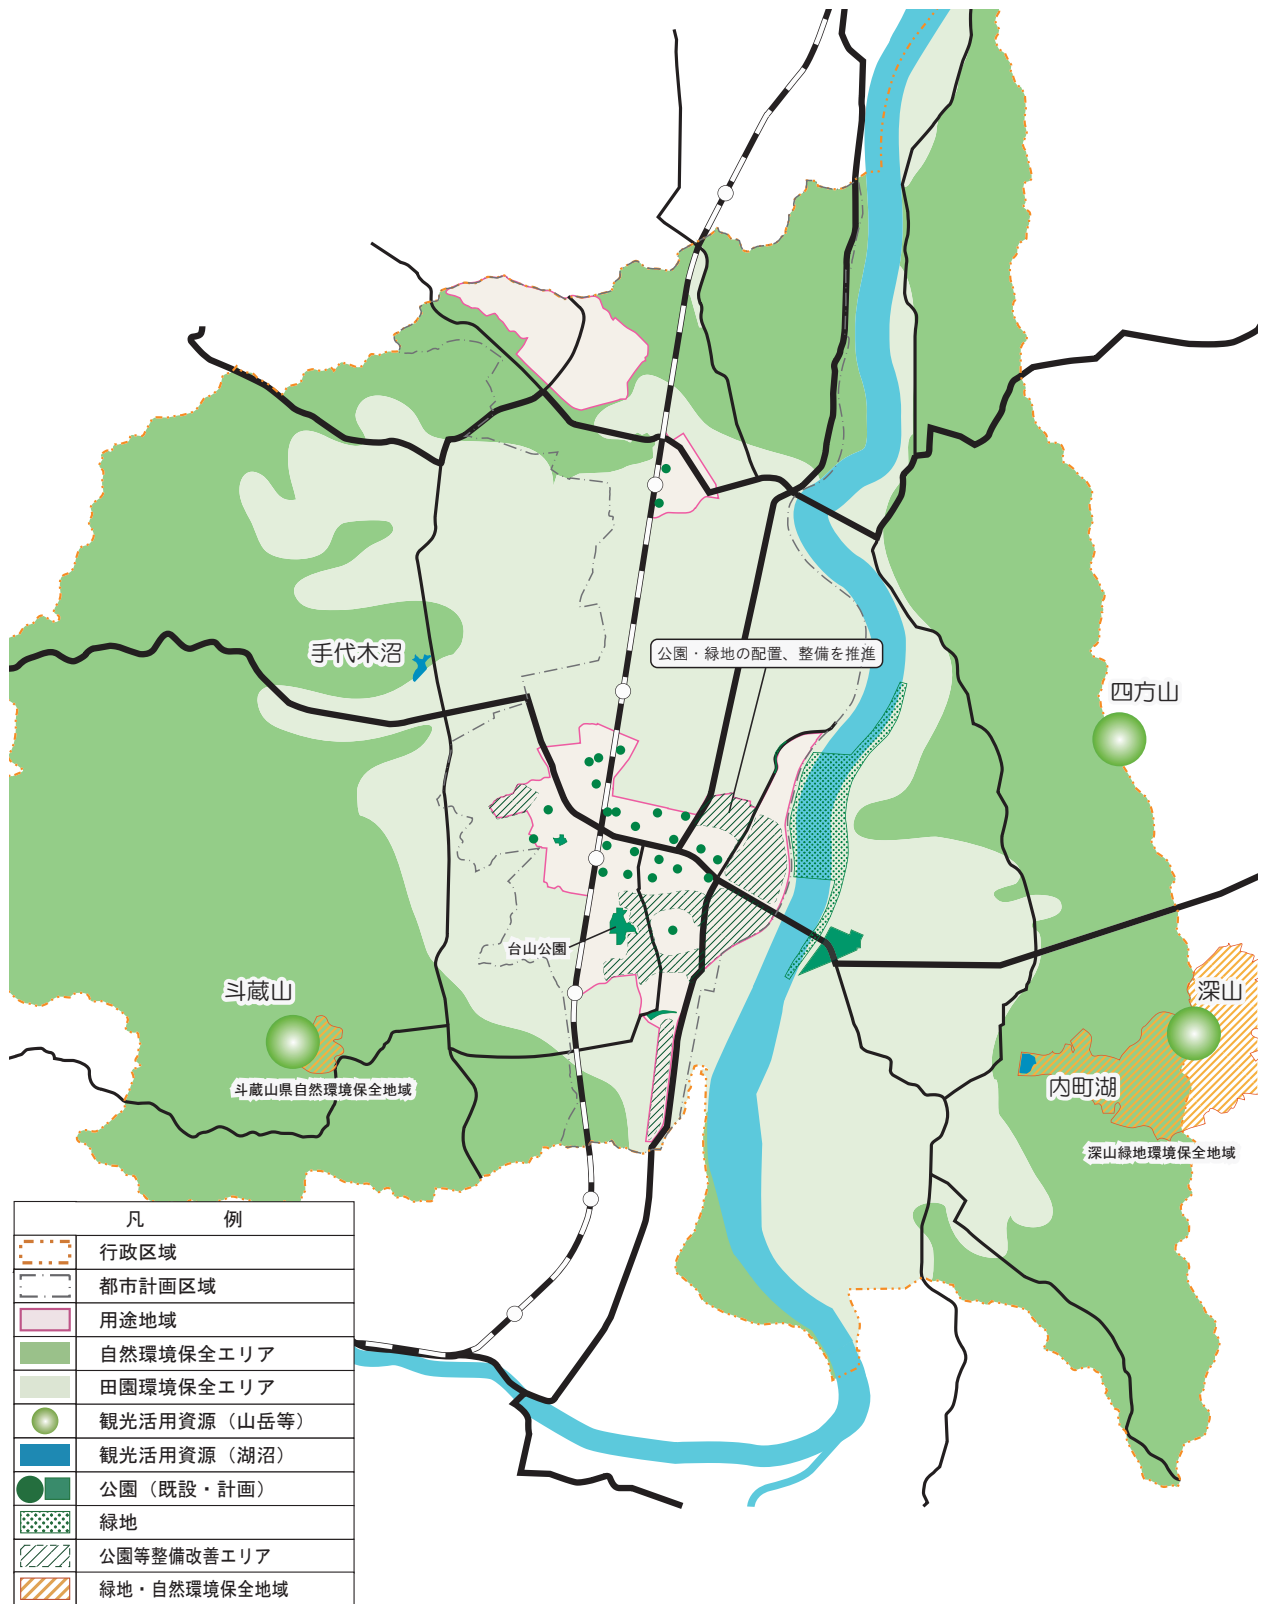 手代木沼
公園・緑地の配置、整備を推進
四方山
台山公園
斗蔵山
深山
斗蔵山県自然環境保全地域
内町湖
深山緑地環境保全地域
凡 例
行政区域
都市計画区域
用途地域
自然環境保全エリア
田園環境保全エリア
観光活用資源（山岳等）
観光活用資源（湖沼）
公園（既設・計画）
緑地
公園等整備改善エリア
緑地・自然環境保全地域